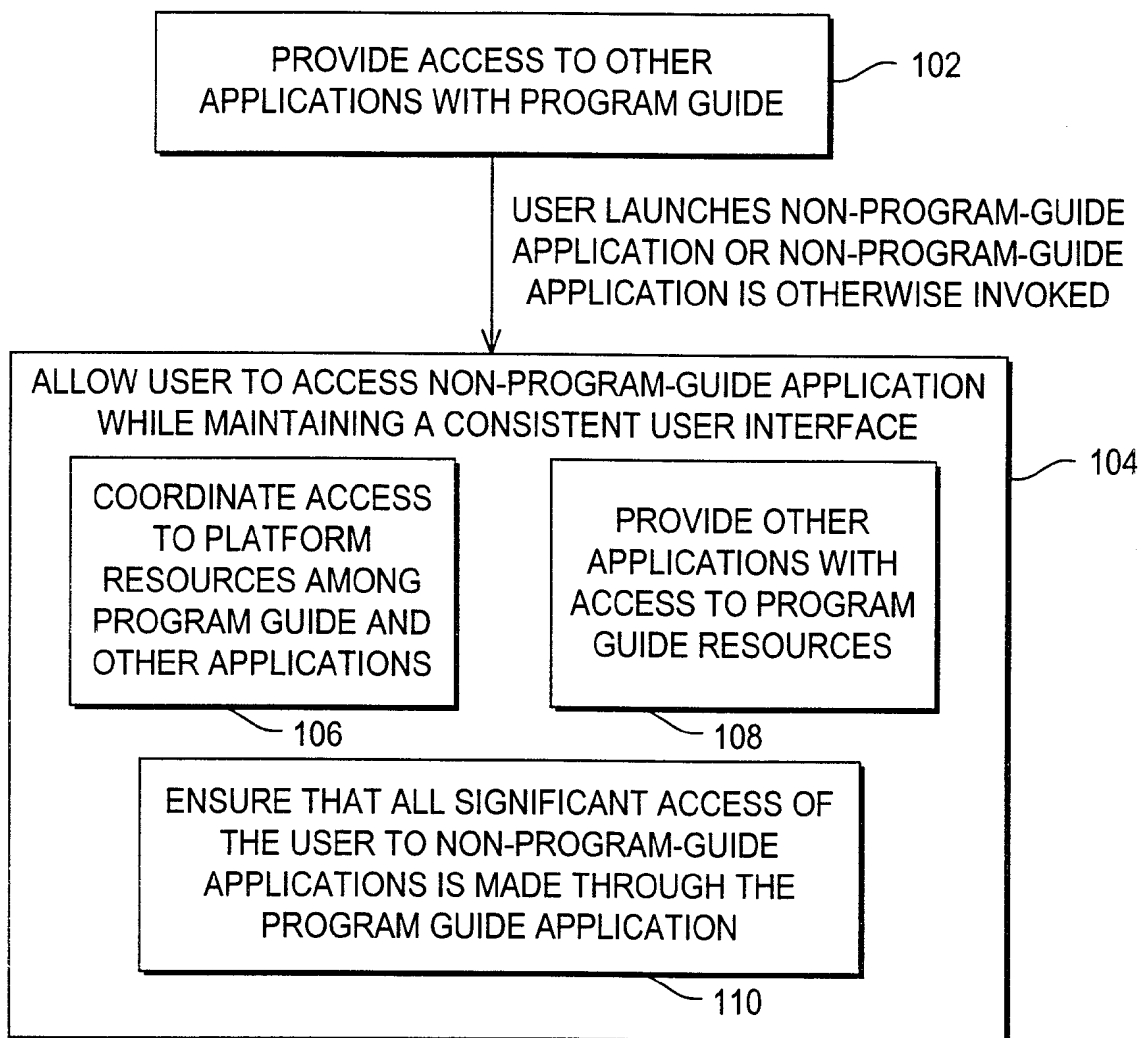 PROVIDE ACCESS TO OTHER
APPLICATIONS WITH PROGRAM GUIDE
102
USER LAUNCHES NON-PROGRAM-GUIDE
APPLICATION OR NON-PROGRAM-GUIDE
APPLICATION IS OTHERWISE INVOKED
ALLOW USER TO ACCESS NON-PROGRAM-GUIDE APPLICATION
WHILE MAINTAINING A CONSISTENT USER INTERFACE
104
COORDINATE ACCESS
TO PLATFORM
RESOURCES AMONG
PROGRAM GUIDE AND
OTHER APPLICATIONS
106
PROVIDE OTHER
APPLICATIONS WITH
ACCESS TO PROGRAM
GUIDE RESOURCES
108
ENSURE THAT ALL SIGNIFICANT ACCESS OF
THE USER TO NON-PROGRAM-GUIDE
APPLICATIONS IS MADE THROUGH THE
PROGRAM GUIDE APPLICATION
110